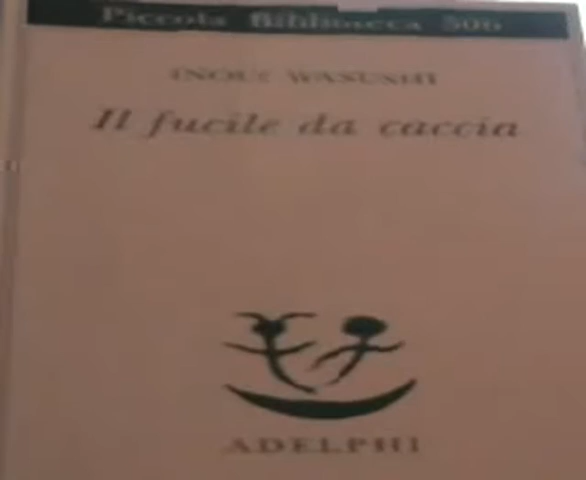 Piccola Biblioteca 506
INOUE YASUSHI
Il fucile da caccia
ADELPHI